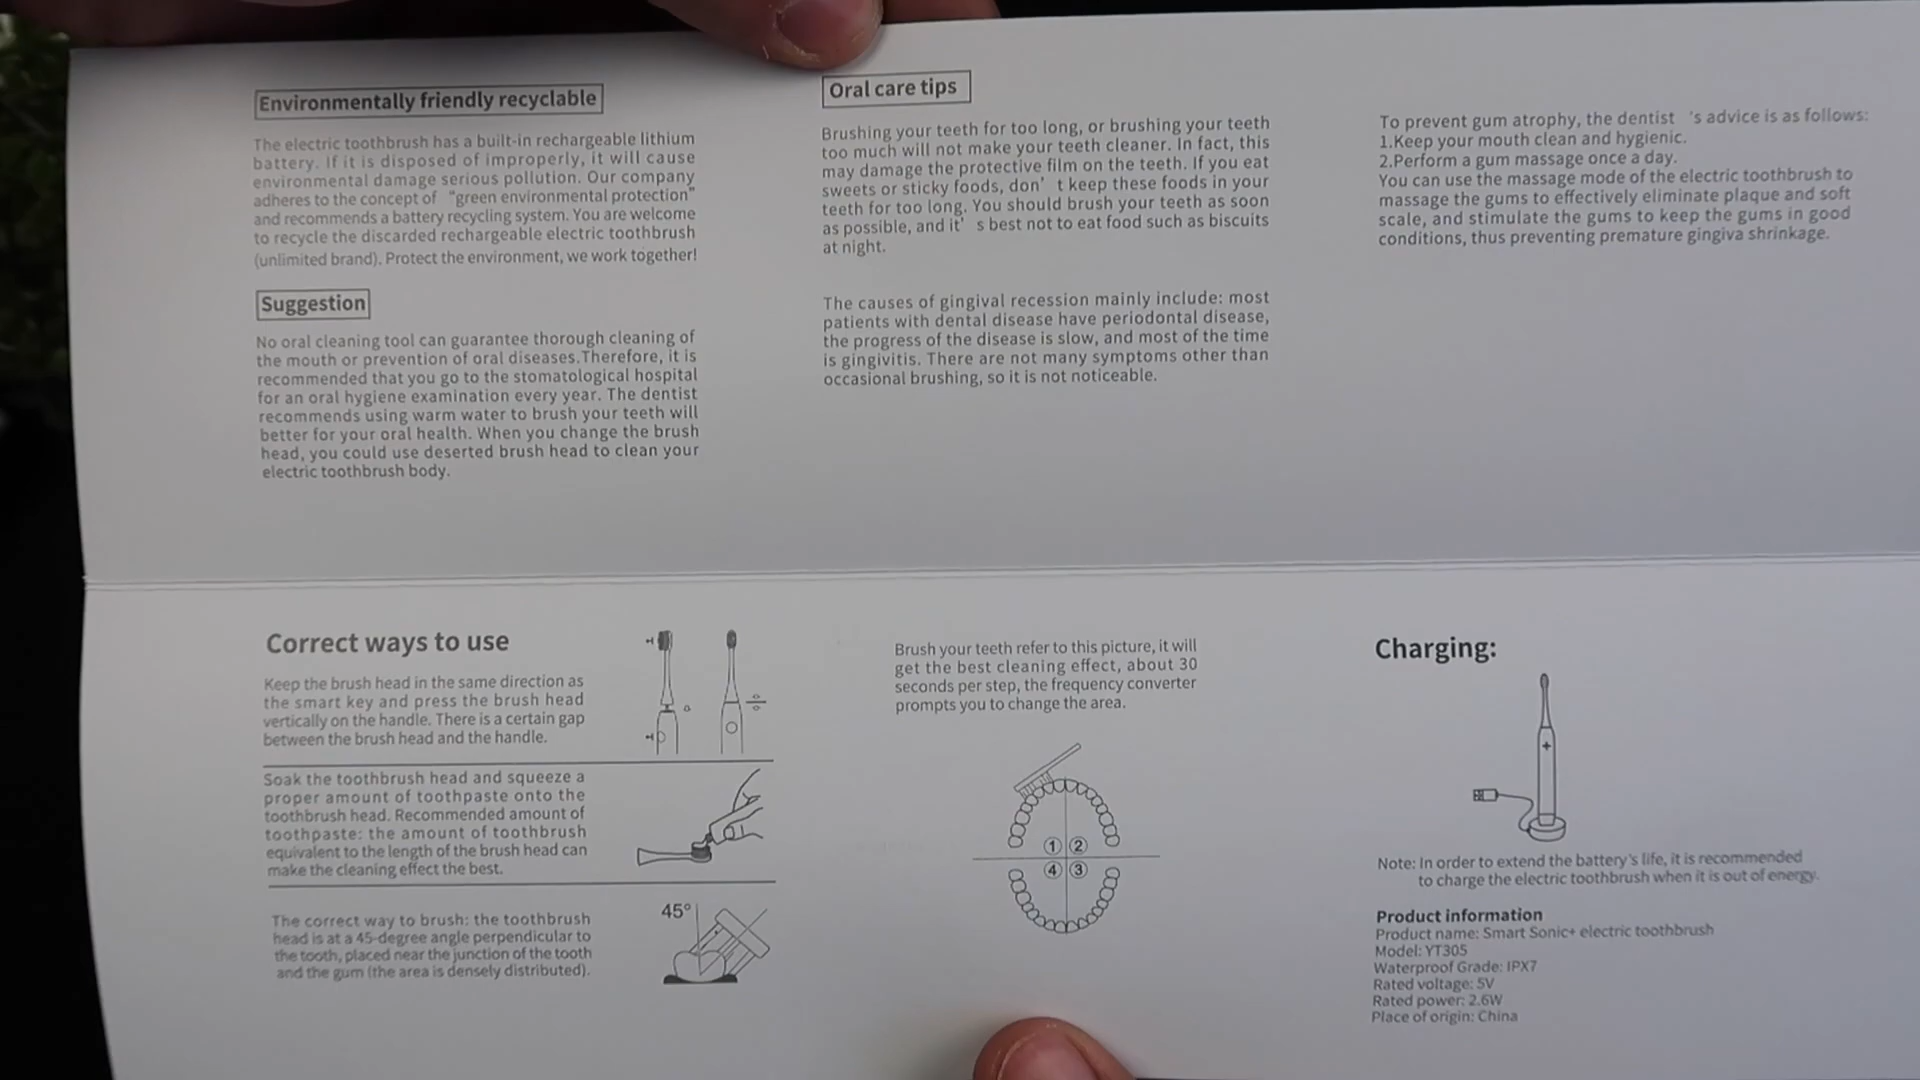 Environmentally friendly recyclable
The electric toothbrush has a built-in rechargeable lithium
battery. If it is disposed of improperly, it will cause
environmental damage serious pollution. Our company
adheres to the concept of “green environmental protection”
and recommends a battery recycling system. You are welcome
to recycle the discarded rechargeable electric toothbrush
(unlimited brand). Protect the environment, we work together!
Suggestion
No oral cleaning tool can guarantee thorough cleaning of
the mouth or prevention of oral diseases.Therefore, it is
recommended that you go to the stomatological hospital
for an oral hygiene examination every year. The dentist
recommends using warm water to brush your teeth will
better for your oral health. When you change the brush
head, you could use deserted brush head to clean your
electric toothbrush body.
Oral care tips
Brushing your teeth for too long, or brushing your teeth
too much will not make your teeth cleaner. In fact, this
may damage the protective film on the teeth. If you eat
sweets or sticky foods, don’ t keep these foods in your
teeth for too long. You should brush your teeth as soon
as possible, and it’ s best not to eat food such as biscuits
at night.
The causes of gingival recession mainly include: most
patients with dental disease have periodontal disease,
the progress of the disease is slow, and most of the time
is gingivitis. There are not many symptoms other than
occasional brushing, so it is not noticeable.
To prevent gum atrophy, the dentist ’s advice is as follows:
1.Keep your mouth clean and hygienic.
2.Perform a gum massage once a day.
You can use the massage mode of the electric toothbrush to
massage the gums to effectively eliminate plaque and soft
scale, and stimulate the gums to keep the gums in good
conditions, thus preventing premature gingiva shrinkage.
Correct ways to use
Keep the brush head in the same direction as
the smart key and press the brush head
vertically on the handle. There is a certain gap
between the brush head and the handle.
Soak the toothbrush head and squeeze a
proper amount of toothpaste onto the
toothbrush head. Recommended amount of
toothpaste: the amount of toothbrush
equivalent to the length of the brush head can
make the cleaning effect the best.
The correct way to brush: the toothbrush
head is at a 45-degree angle perpendicular to
the tooth, placed near the junction of the tooth
and the gum (the area is densely distributed).
45°
Brush your teeth refer to this picture, it will
get the best cleaning effect, about 30
seconds per step, the frequency converter
prompts you to change the area.
① ②
④ ③
Charging:
Note: In order to extend the battery’s life, it is recommended
to charge the electric toothbrush when it is out of energy.
Product information
Product name: Smart Sonic+ electric toothbrush
Model: YT305
Waterproof Grade: IPX7
Rated voltage: 5V
Rated power: 2.6W
Place of origin: China